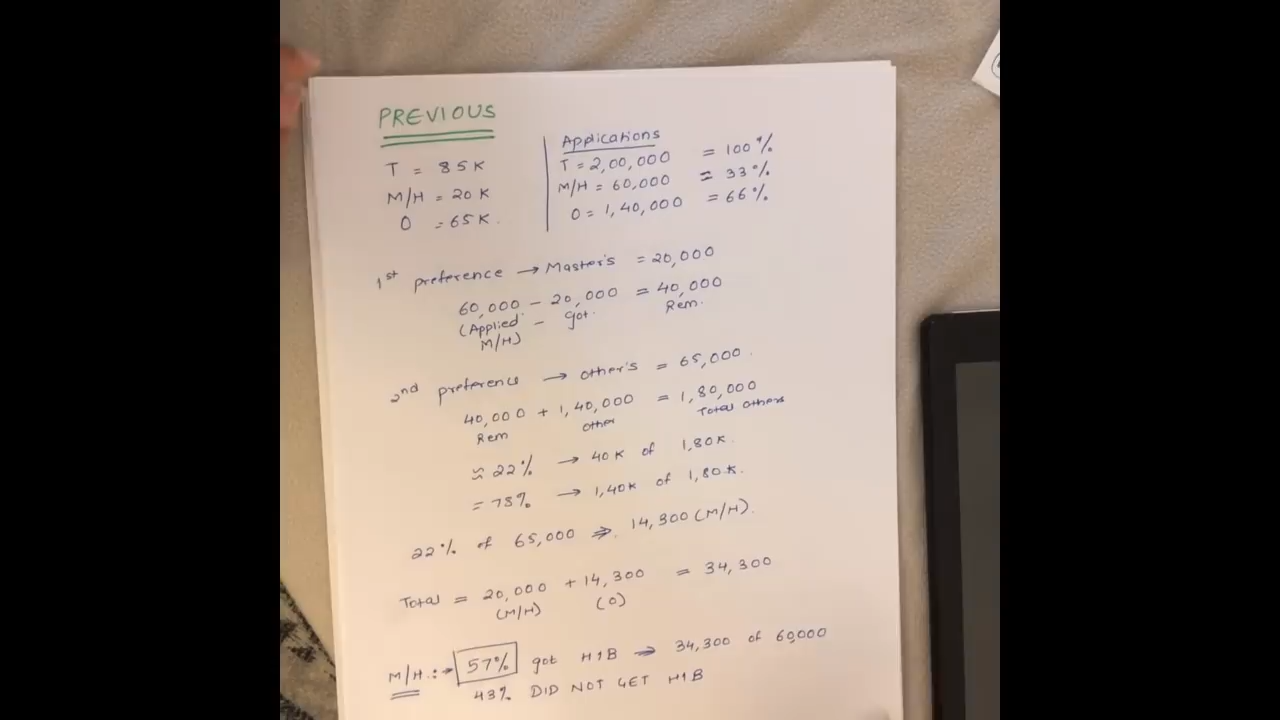 PREVIOUS
T = 85K
M/H = 20K
O = 65K.
Applications
T = 2,00,000 = 100%
M/H = 60,000 = 33%
O = 1,40,000 = 66%
1st preference → Master's = 20,000
60,000 - 20,000 = 40,000
(Applied - got. Rem.
M/H)
2nd preference → other's = 65,000.
40,000 + 1,40,000 = 1,80,000
Rem other Total others
≈ 22% → 40K of 1,80K.
= 78% → 1,40K of 1,80K.
22% of 65,000 ⇒ 14,300 (M/H).
Total = 20,000 + 14,300 = 34,300
(M/H) (O)
M/H :→ 57% got H1B → 34,300 of 60,000
43% DID NOT GET H1B